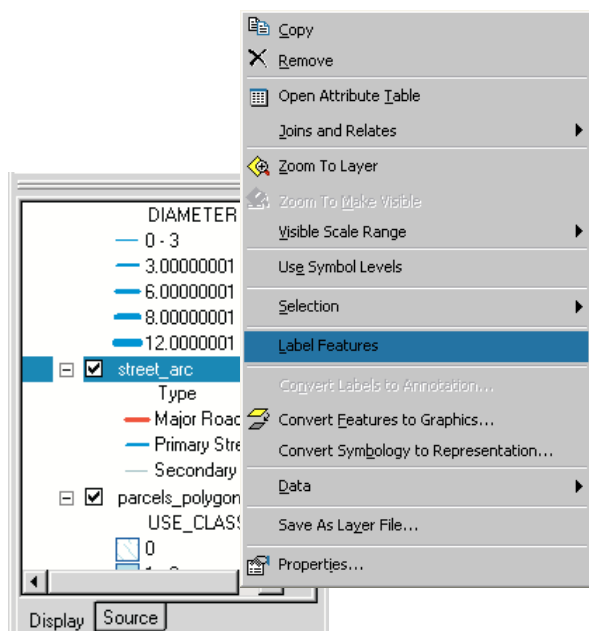 Copy
Remove
Open Attribute Table
Joins and Relates
Zoom To Layer
Zoom To Make Visible
Visible Scale Range
Use Symbol Levels
Selection
Label Features
Convert Labels to Annotation...
Convert Features to Graphics...
Convert Symbology to Representation...
Data
Save As Layer File...
Properties...
DIAMETER
0 - 3
3.00000001
6.00000001
8.00000001
12.0000001
street_arc
Type
Major Road
Primary Stre
Secondary
parcels_polygon
USE_CLASS
0
Display
Source